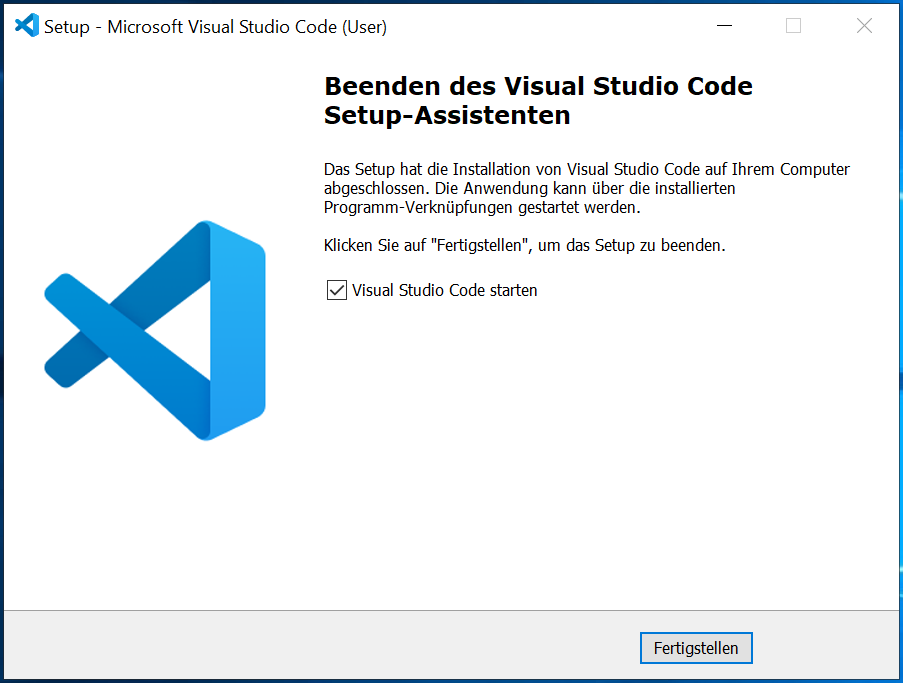 Setup - Microsoft Visual Studio Code (User)
Beenden des Visual Studio Code
Setup-Assistenten
Das Setup hat die Installation von Visual Studio Code auf Ihrem Computer
abgeschlossen. Die Anwendung kann über die installierten
Programm-Verknüpfungen gestartet werden.
Klicken Sie auf "Fertigstellen", um das Setup zu beenden.
Visual Studio Code starten
Fertigstellen